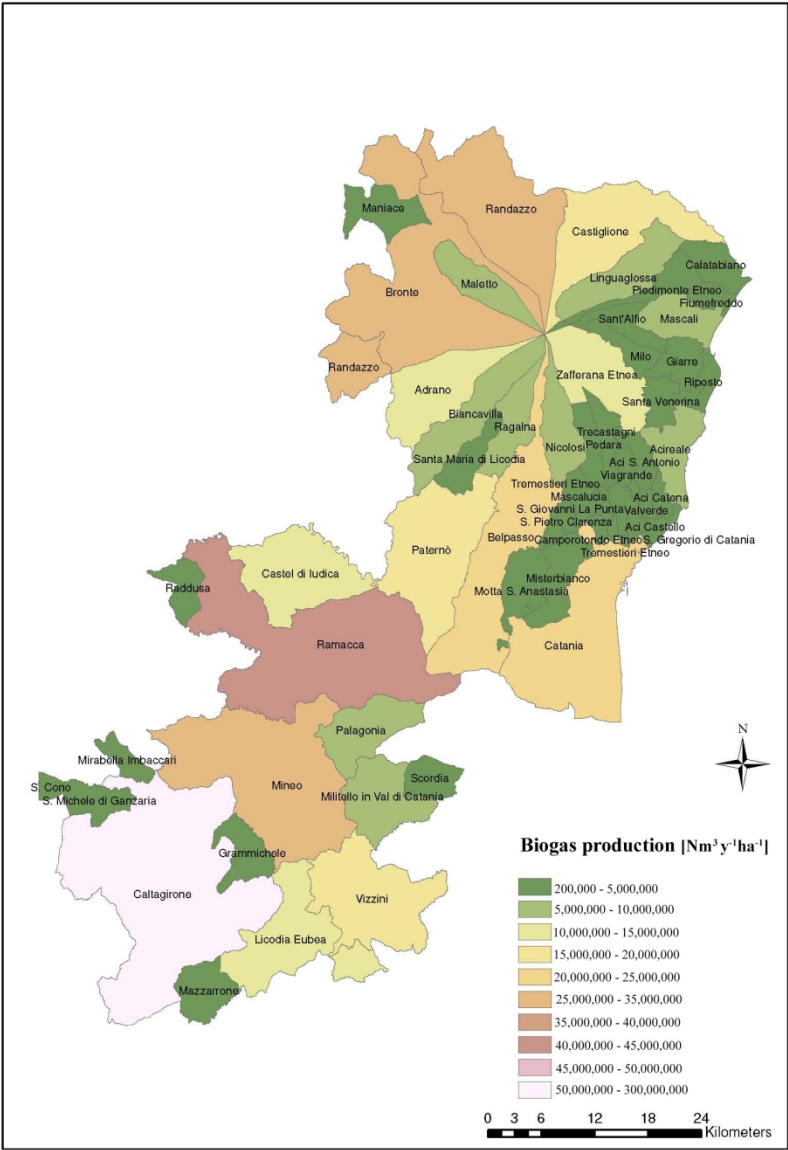 Maniace
Randazzo
Castiglione
Calatabiano
Linguaglossa
Piedimonte Etneo
Fiumefreddo
Maletto
Bronte
Sant'Alfio
Mascali
Milo
Giarre
Randazzo
Zafferana Etnea
Riposto
Adrano
Santa Venerina
Biancavilla
Ragalna
Trecastagni
Nicolosi
Pedara
Acireale
Santa Maria di Licodia
Aci S. Antonio
Viagrande
Tremestieri Etneo
Mascalucia
Aci Catena
S. Giovanni La Punta
Valverde
S. Pietro Clarenza
Aci Castello
Belpasso
Camporotondo Etneo
S. Gregorio di Catania
Paternò
Tremestieri Etneo
Castel di Iudica
Raddusa
Misterbianco
Motta S. Anastasia
Ramacca
Catania
Palagonia
N
Mirabella Imbaccari
Scordia
S. Cono
Mineo
S. Michele di Ganzaria
Militello in Val di Catania
Grammichele
Caltagirone
Vizzini
Licodia Eubea
Mazzarrone
Biogas production [Nm³ y⁻¹ha⁻¹]
200,000 - 5,000,000
5,000,000 - 10,000,000
10,000,000 - 15,000,000
15,000,000 - 20,000,000
20,000,000 - 25,000,000
25,000,000 - 35,000,000
35,000,000 - 40,000,000
40,000,000 - 45,000,000
45,000,000 - 50,000,000
50,000,000 - 300,000,000
0 3 6 12 18 24
Kilometers